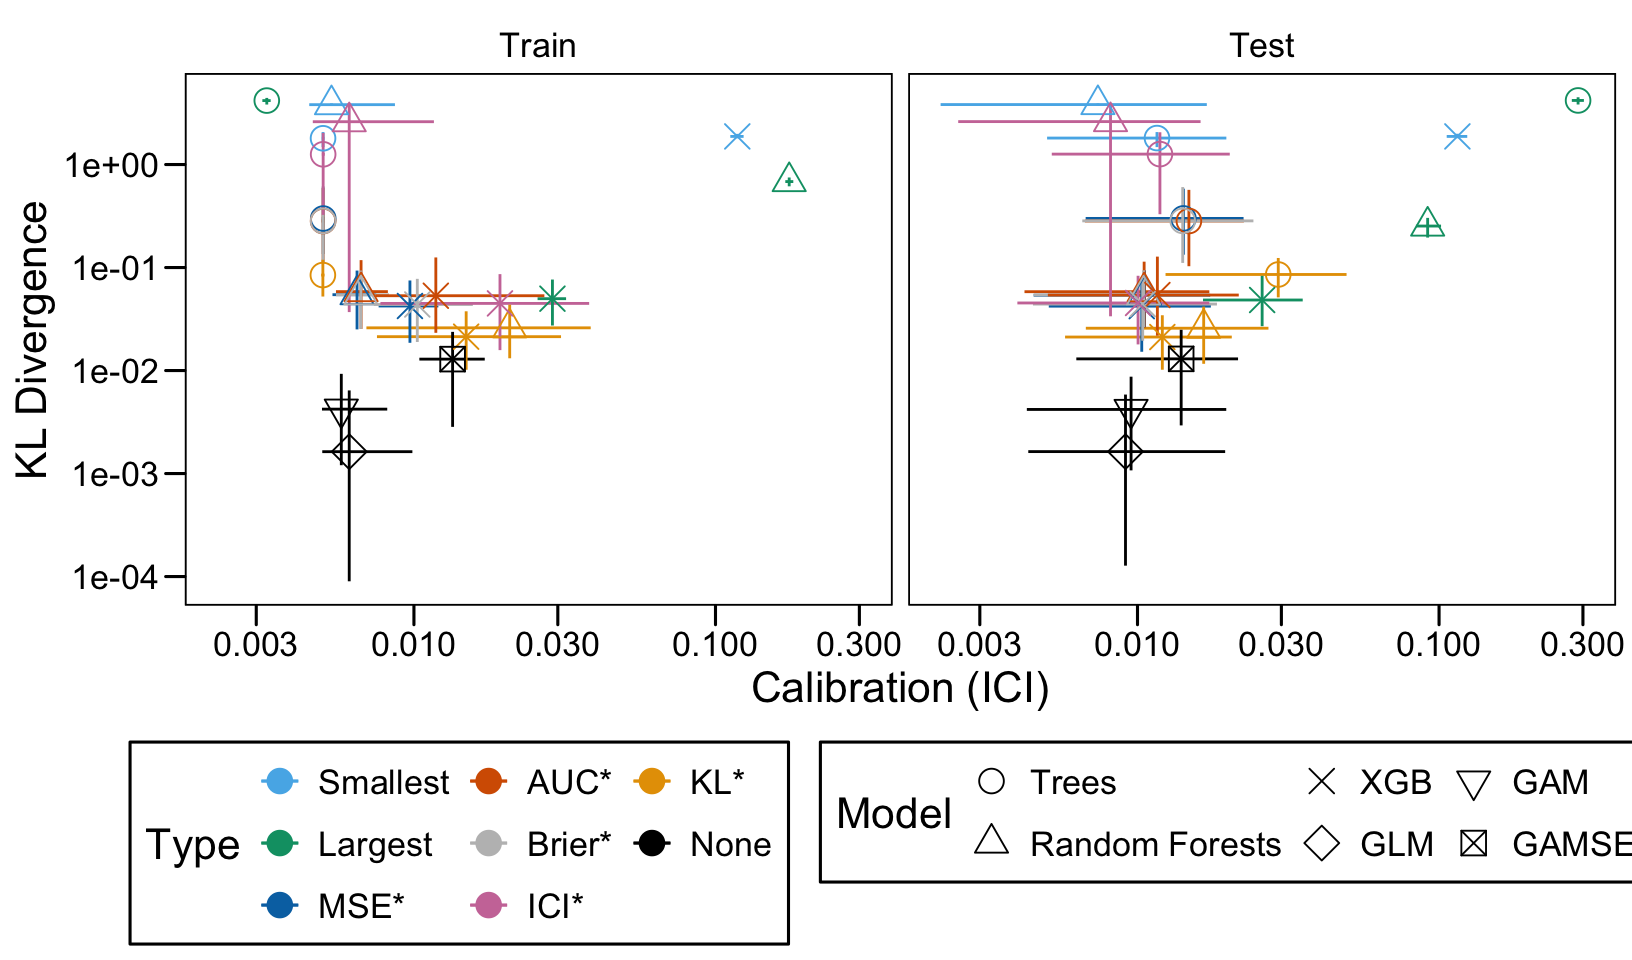 Train
Test
KL Divergence
1e+00
1e-01
1e-02
1e-03
1e-04
0.003 0.010 0.030 0.100 0.300
0.003 0.010 0.030 0.100 0.300
Calibration (ICI)
Type
Smallest AUC* KL*
Largest Brier* None
MSE* ICI*
Model
Trees XGB GAM
Random Forests GLM GAMSE